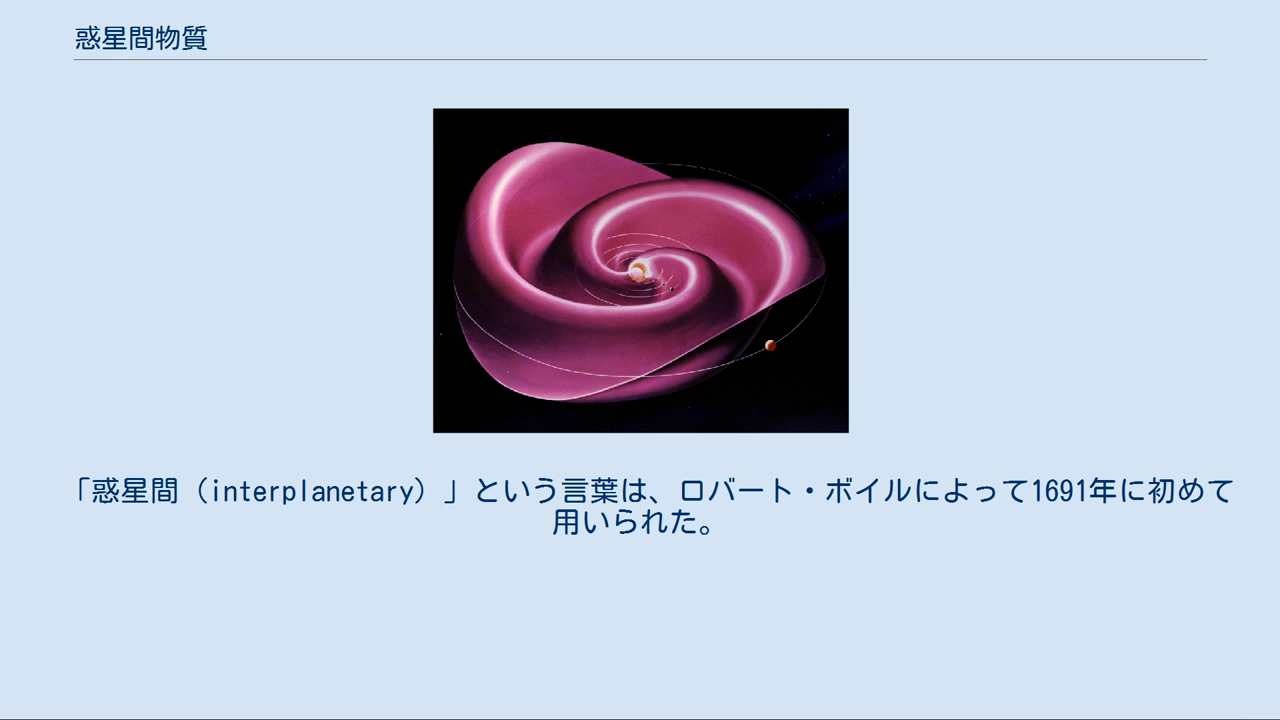 惑星間物質
「惑星間（interplanetary）」という言葉は、ロバート・ボイルによって1691年に初めて
用いられた。